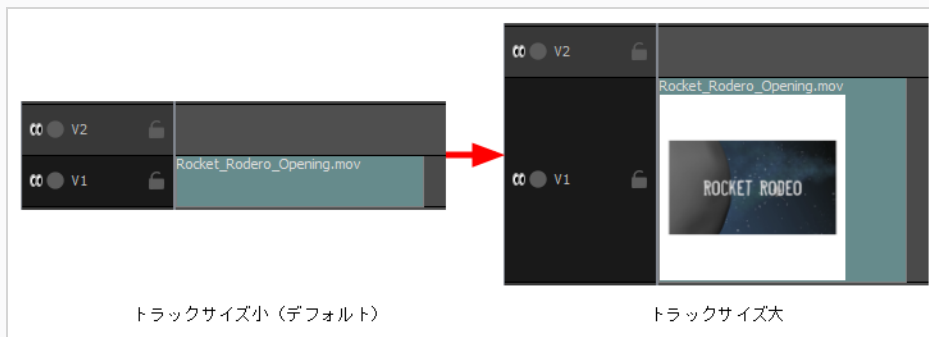 V2
Rocket_Rodero_Opening.mov
V1
トラックサイズ小（デフォルト）
V2
Rocket_Rodero_Opening.mov
ROCKET RODEO
V1
トラックサイズ大